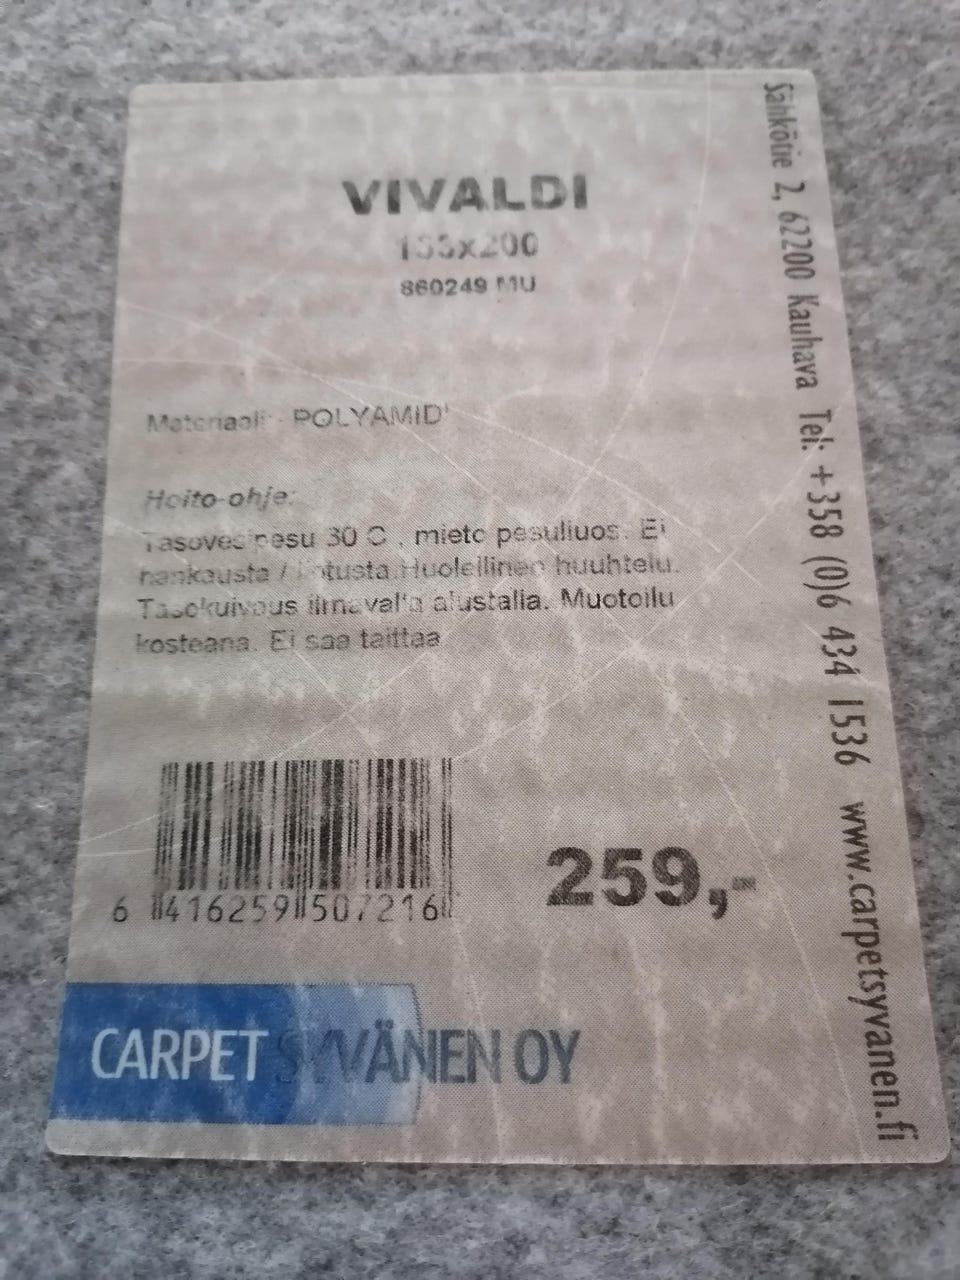 VIVALDI
133x200
860249 MU
Materiaali: POLYAMIDI
Hoito-ohje:
Tasovesipesu 30 C , mieto pesuliuos. Ei
hankausta / liotusta.Huolellinen huuhtelu.
Tasokuivaus ilmavalla alustalla. Muotoilu
kosteana. Ei saa taittaa
6 416259 507216
259,-
CARPET SYVÄNEN OY
Sähkötie 2, 62200 Kauhava Tel: +358 (0)6 434 1536 www.carpetsyvanen.fi